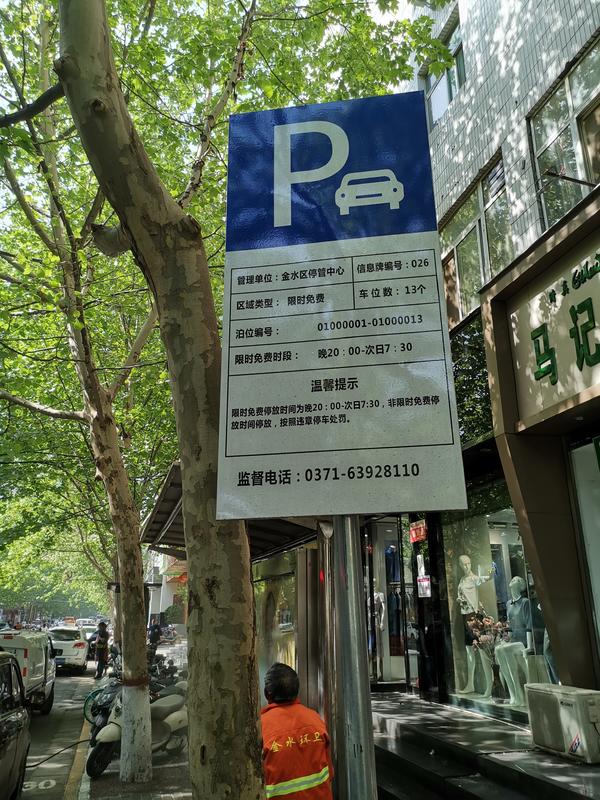 P
管理单位：金水区停管中心
信息牌编号：026
区域类型： 限时免费
车 位 数： 13个
泊位编号： 01000001-01000013
限时免费时段： 晚20：00-次日7：30
温馨提示
限时免费停放时间为晚20：00-次日7:30，非限时免费停
放时间停放，按照违章停车处罚。
监督电话：0371-63928110
马记
金水环卫